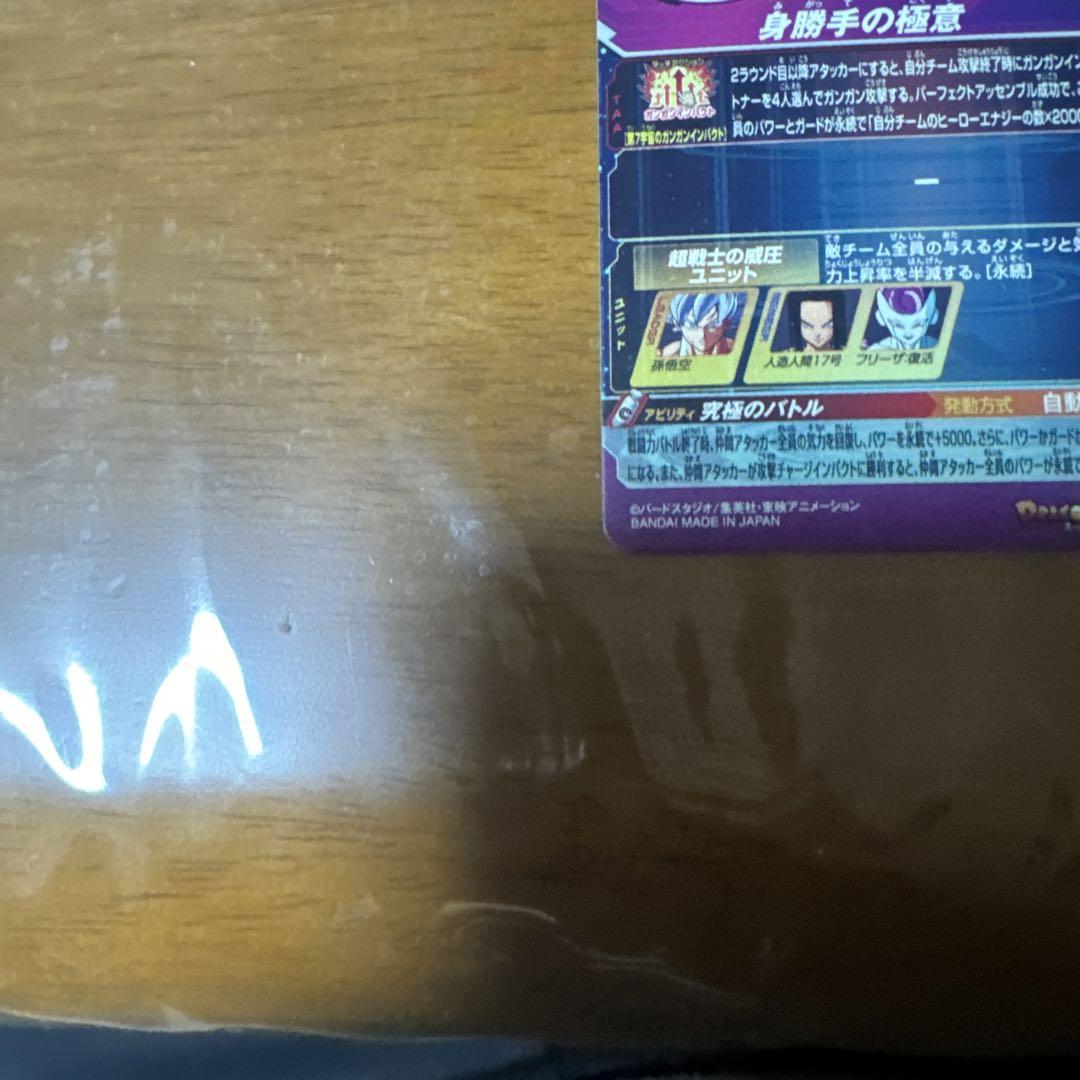 身勝手の極意
TAA
タッチアクション
ガンガンインパクト
[第7宇宙のガンガンインパクト]
2ラウンド目以降アタッカーにすると、自分チーム攻撃終了時にガンガンイン
トナーを4人選んでガンガン攻撃する。パーフェクトアッセンブル成功で、
員のパワーとガードが永続で「自分チームのヒーローエナジーの数×2000
ー
ユニット
超戦士の威圧
ユニット
敵チーム全員の与えるダメージと
力上昇率を半減する。[永続]
LEADER
孫悟空
人造人間17号
フリーザ:復活
アビリティ 究極のバトル
発動方式 自動
戦闘力バトル終了時、仲間アタッカー全員の気力を回復し、パワーを永続で+5000。さらに、パワーかガード
になる。また、仲間アタッカーが攻撃チャージインパクトに勝利すると、仲間アタッカー全員のパワーが永続で
©バードスタジオ/集英社・東映アニメーション
BANDAI MADE IN JAPAN